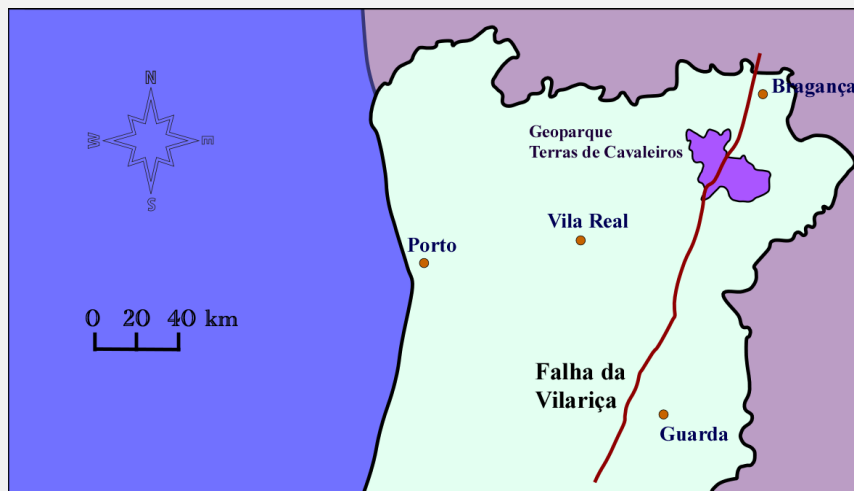 N
W
E
S
Bragança
Geoparque
Terras de Cavaleiros
Vila Real
Porto
0 20 40 km
Falha da
Vilariça
Guarda